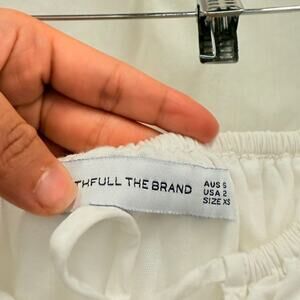 THFULL THE BRAND
AUS 6
USA 2
SIZE XS